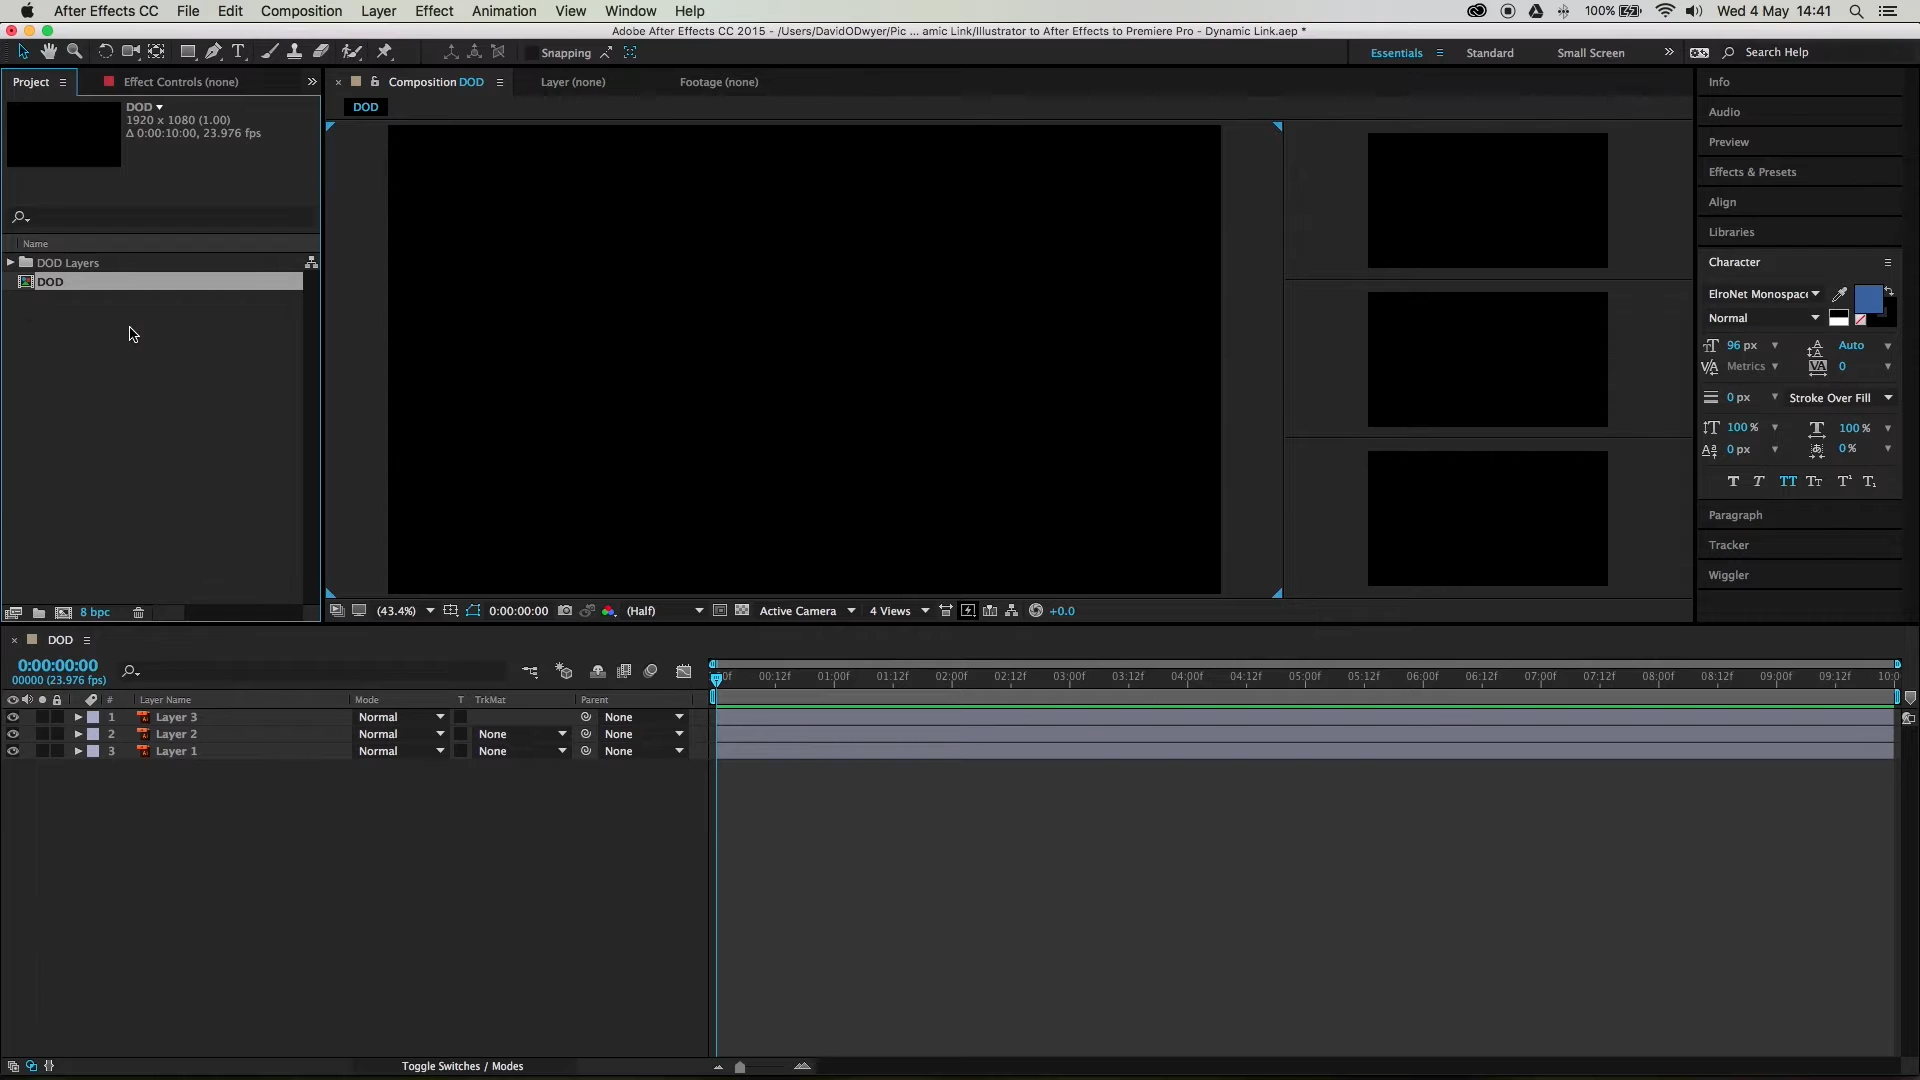 After Effects CC File Edit Composition Layer Effect Animation View Window Help 100% Wed 4 May 14:41
Adobe After Effects CC 2015 - /Users/DavidODwyer/Pic ... amic Link/Illustrator to After Effects to Premiere Pro - Dynamic Link.aep *
Snapping Essentials Standard Small Screen Search Help
Project Effect Controls (none) Composition DOD Layer (none) Footage (none) Info
DOD
1920 x 1080 (1.00)
Δ 0:00:10:00, 23.976 fps
DOD
Audio
Preview
Effects & Presets
Align
Libraries
Name
DOD Layers
DOD
Character
ElroNet Monospac
Normal
96 px Auto
Metrics 0
0 px Stroke Over Fill
100 % 100 %
0 px 0 %
T T TT Tt T¹ T₁
Paragraph
Tracker
Wiggler
8 bpc (43.4%) 0:00:00:00 (Half) Active Camera 4 Views +0.0
DOD
0:00:00:00
00000 (23.976 fps)
00:12f 01:00f 01:12f 02:00f 02:12f 03:00f 03:12f 04:00f 04:12f 05:00f 05:12f 06:00f 06:12f 07:00f 07:12f 08:00f 08:12f 09:00f 09:12f 10:0
# Layer Name Mode T TrkMat Parent
1 Layer 3 Normal None
2 Layer 2 Normal None None
3 Layer 1 Normal None None
Toggle Switches / Modes